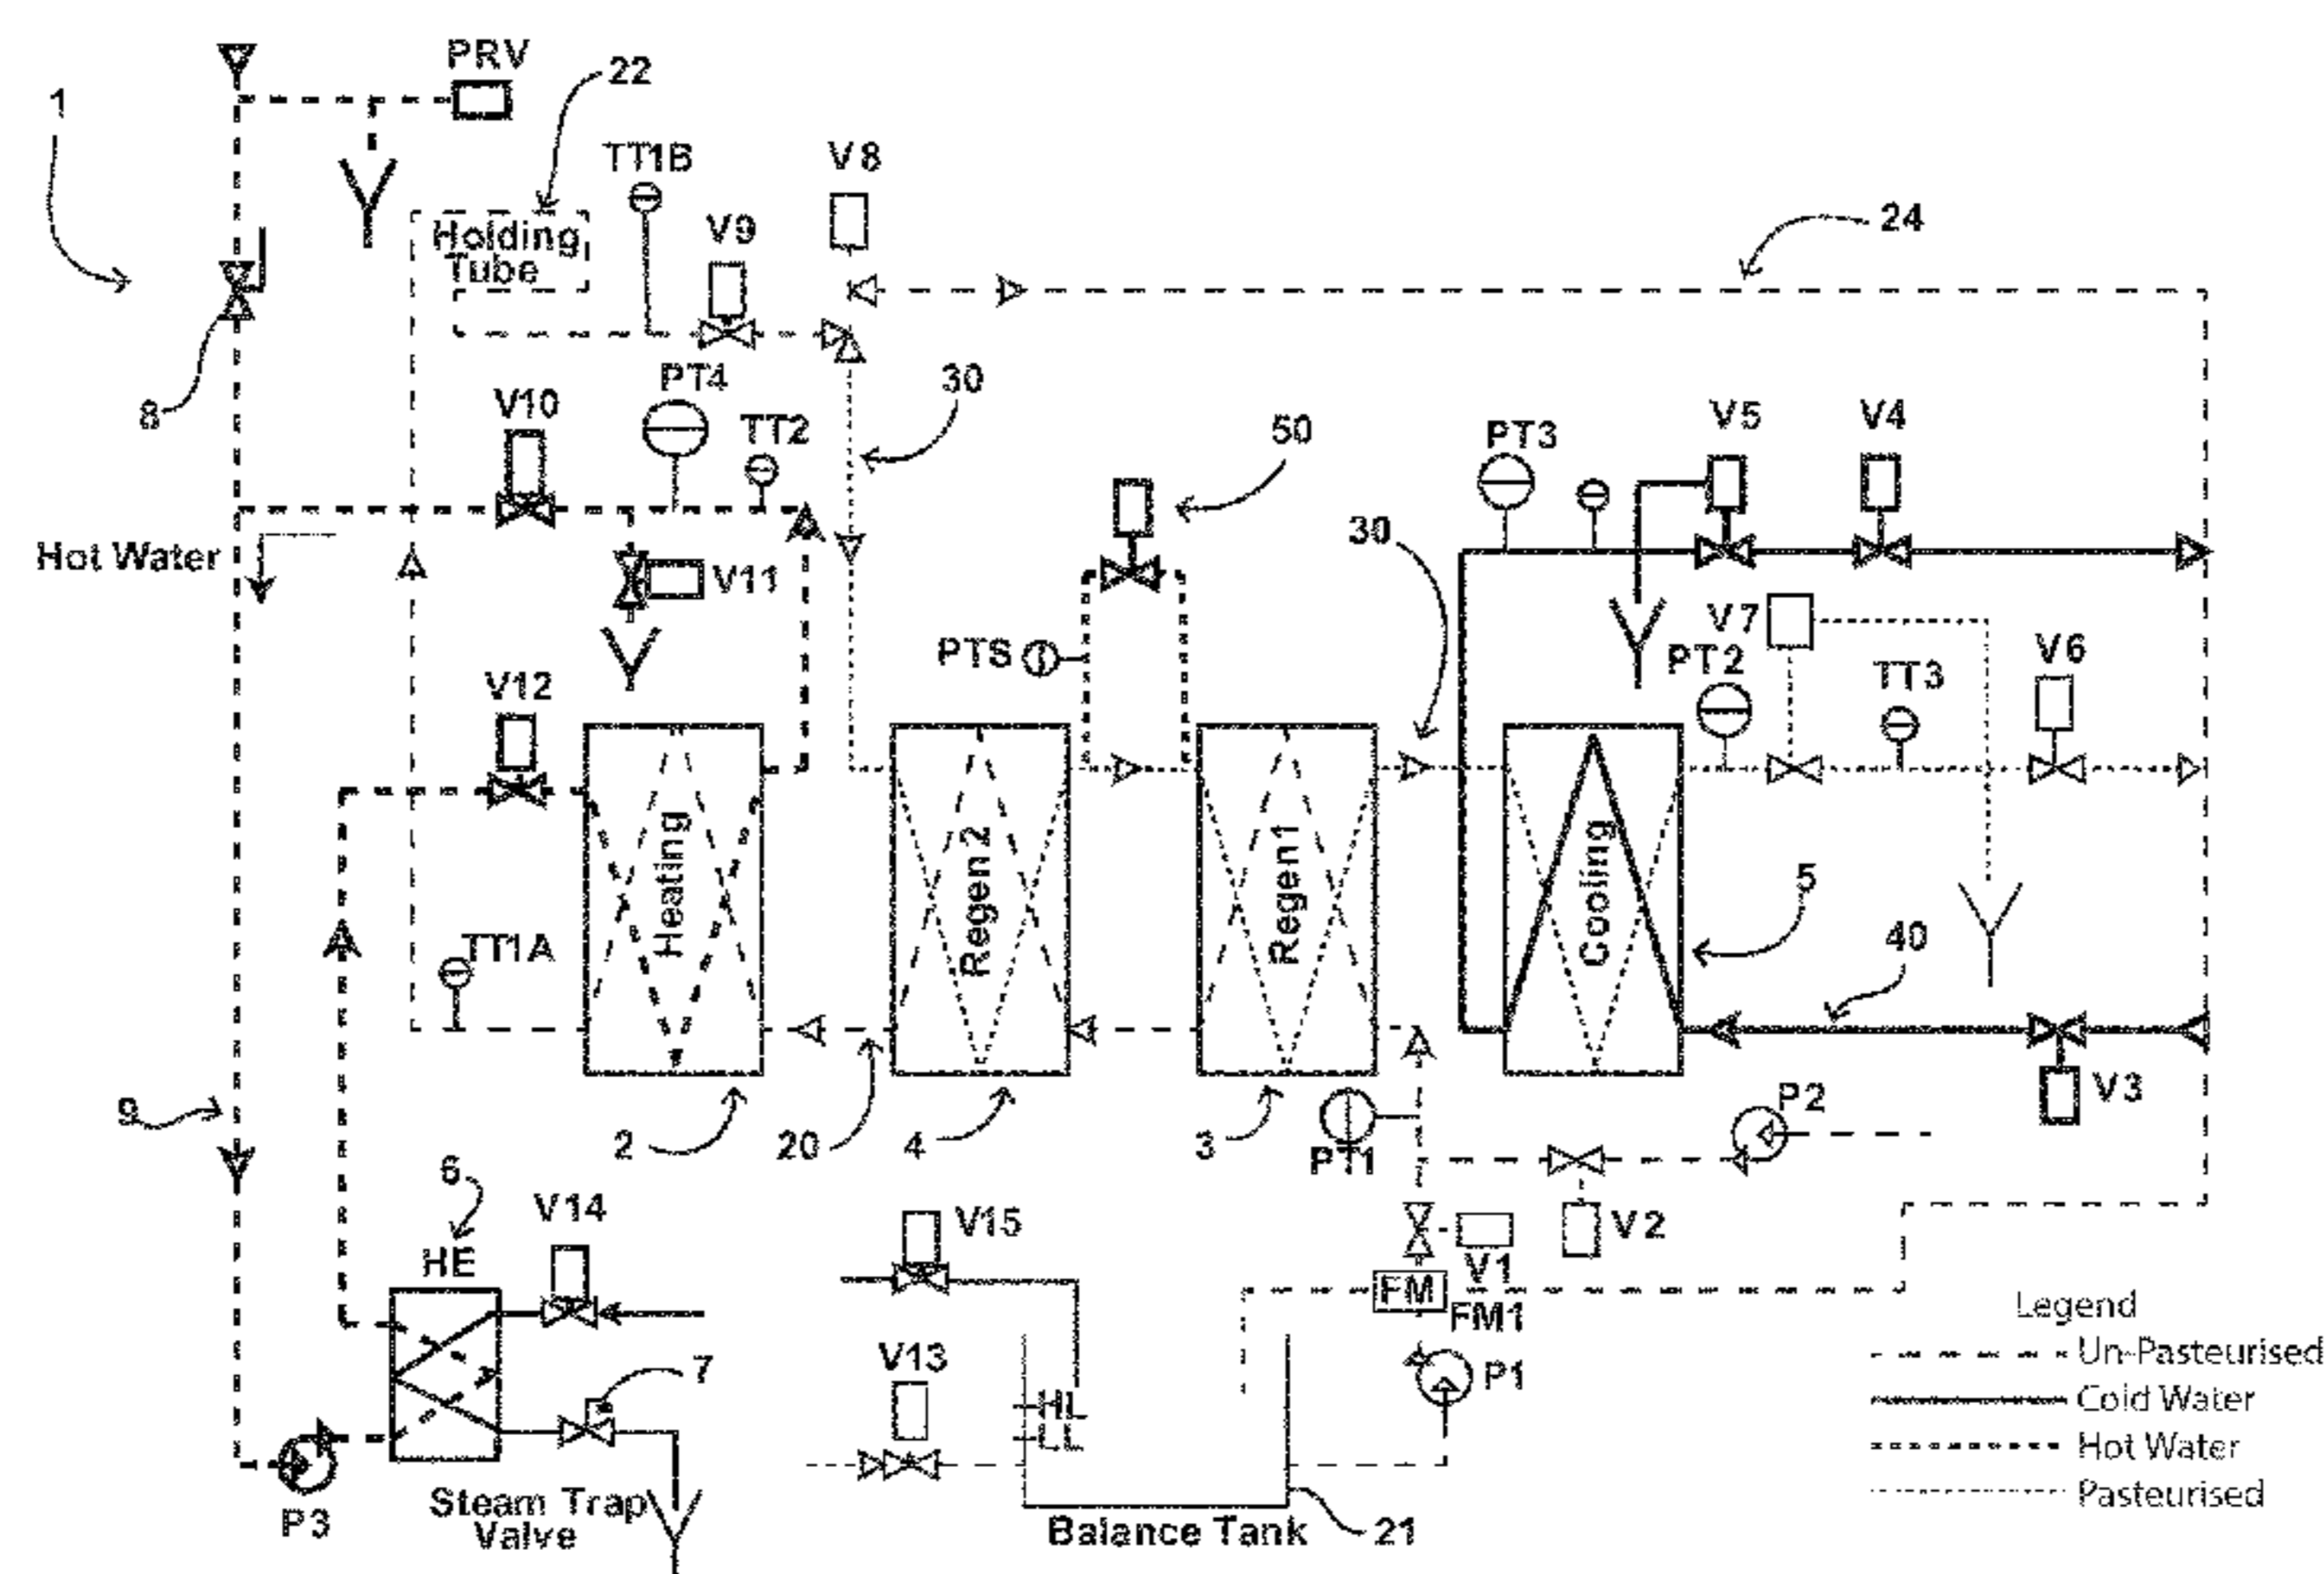 PRV
22
1
TT1B
V8
V9
24
Holding
Tube
PT4
30
V10
TT2
8
50
PT3
V5
V4
30
Hot Water
V11
V7
PTS
PT2
V6
TT3
V12
Heating
Regen2
Regen1
Cooling
5
40
TT1A
9
P2
V3
2
20
4
3
PT1
6
V14
V15
V2
HE
V1
FM
FM1
Legend
Un-Pasteurised
7
V13
P1
Cold Water
HL
LL
Hot Water
Steam Trap
Valve
Pasteurised
P3
Balance Tank
21